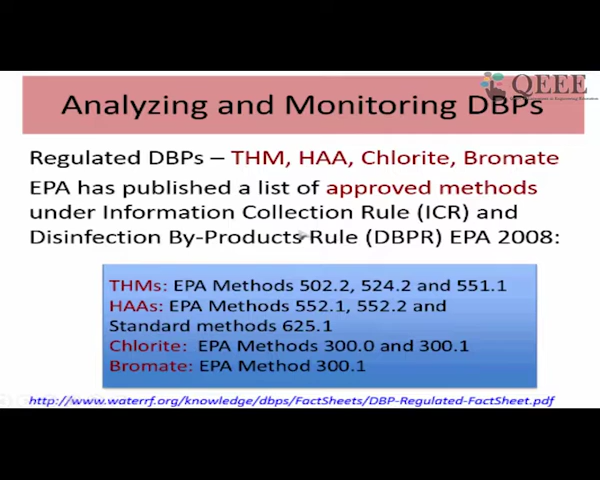 QEEE
Analyzing and Monitoring DBPs
Regulated DBPs – THM, HAA, Chlorite, Bromate
EPA has published a list of approved methods
under Information Collection Rule (ICR) and
Disinfection By-Products Rule (DBPR) EPA 2008:
THMs: EPA Methods 502.2, 524.2 and 551.1
HAAs: EPA Methods 552.1, 552.2 and
Standard methods 625.1
Chlorite: EPA Methods 300.0 and 300.1
Bromate: EPA Method 300.1
http://www.waterrf.org/knowledge/dbps/FactSheets/DBP-Regulated-FactSheet.pdf